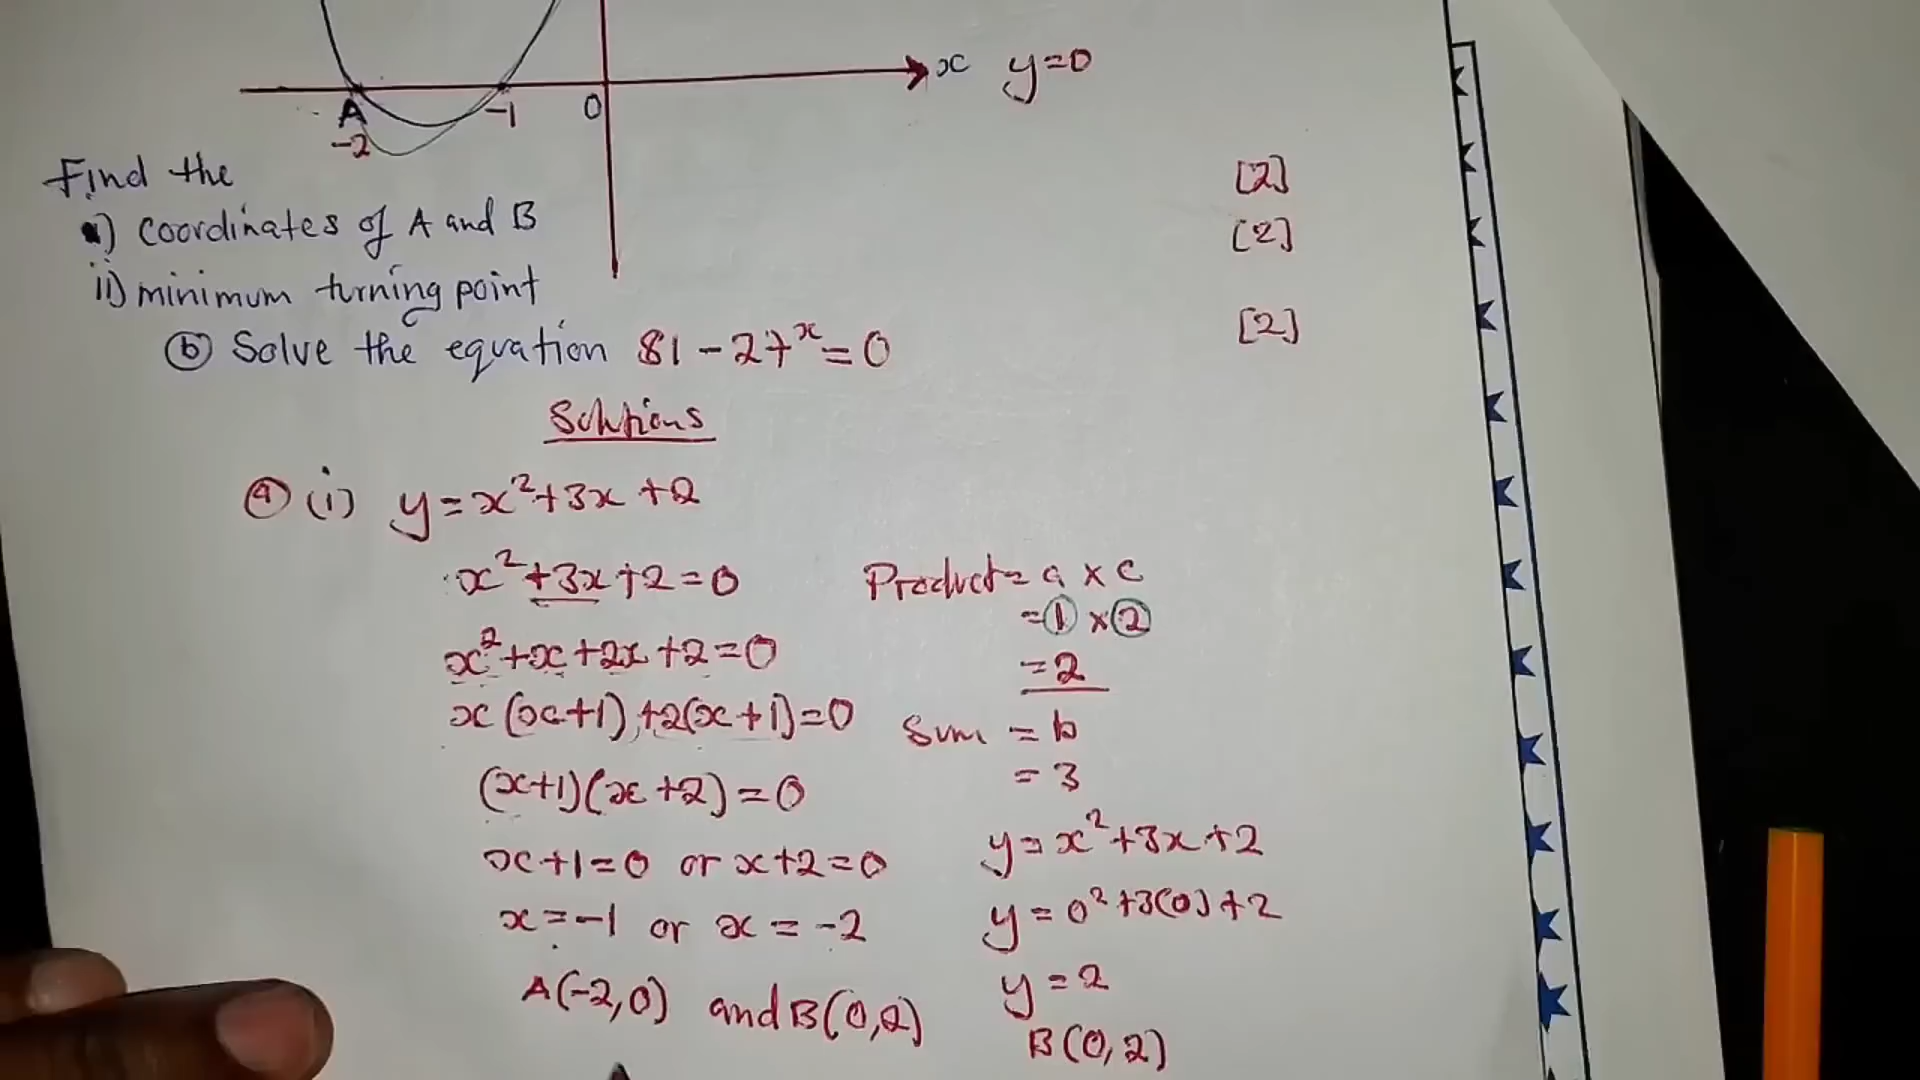 x y=0
A -1 0
-2
Find the [2]
i) coordinates of A and B [2]
ii) minimum turning point
(b) Solve the equation 81 - 27ˣ = 0 [2]
Solutions
(a) (i) y = x² + 3x + 2
x² + 3x + 2 = 0
x² + x + 2x + 2 = 0
x(x+1) + 2(x+1) = 0
(x+1)(x+2) = 0
x+1 = 0 or x+2 = 0
x = -1 or x = -2
A(-2,0) and B(0,2)
Product = a × c
= 1 × 2
= 2
Sum = b
= 3
y = x² + 3x + 2
y = 0² + 3(0) + 2
y = 2
B(0,2)